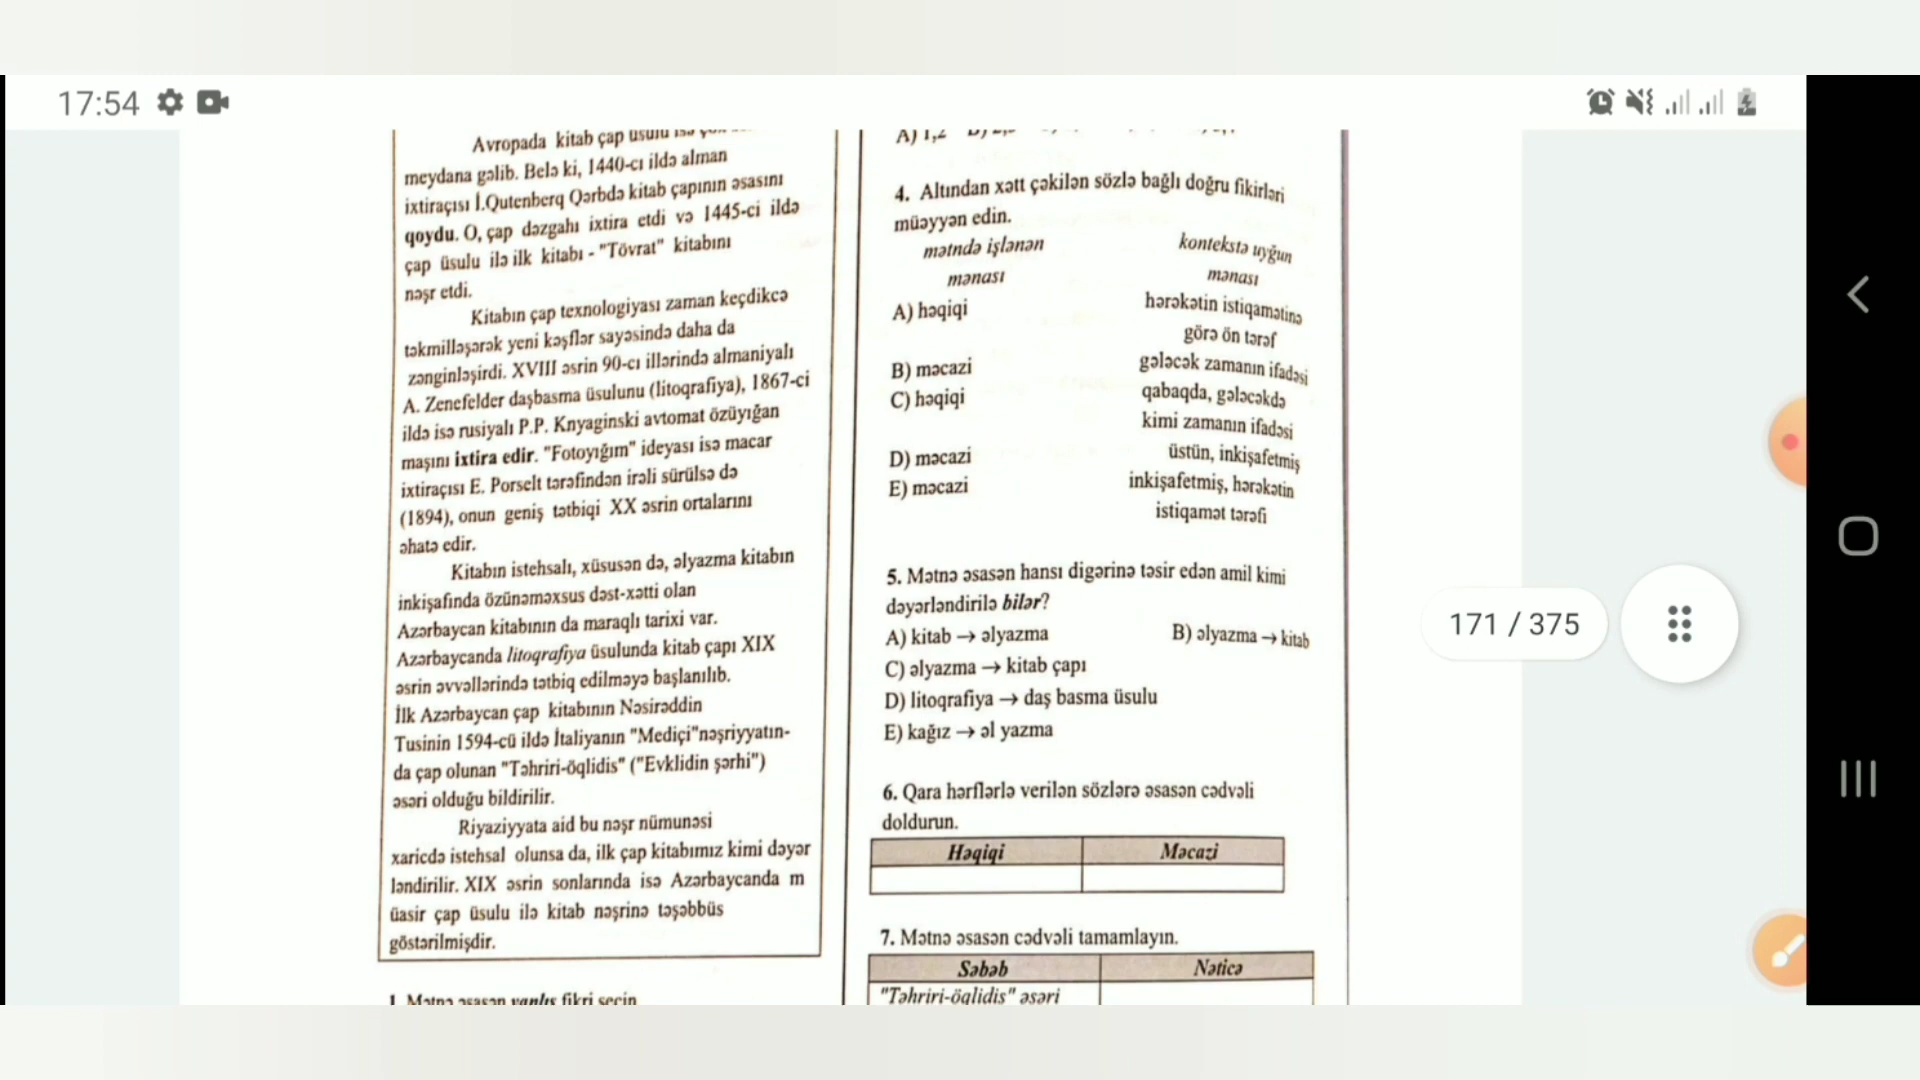 17:54
Avropada kitab çap üsulu isə
meydana gəlib. Belə ki, 1440-cı ildə alman
ixtiraçısı İ.Qutenberq Qərbdə kitab çapının əsasını
qoydu. O, çap dəzgahı ixtira etdi və 1445-ci ildə
çap üsulu ilə ilk kitabı - "Tövrat" kitabını
nəşr etdi.
Kitabın çap texnologiyası zaman keçdikcə
təkmilləşərək yeni kəşflər sayəsində daha da
zənginləşirdi. XVIII əsrin 90-cı illərində almaniyalı
A. Zenefelder daşbasma üsulunu (litoqrafiya), 1867-ci
ildə isə rusiyalı P.P. Knyaginski avtomat özüyığan
maşını ixtira edir. "Fotoyığım" ideyası isə macar
ixtiraçısı E. Porselt tərəfindən irəli sürülsə də
(1894), onun geniş tətbiqi XX əsrin ortalarını
əhatə edir.
Kitabın istehsalı, xüsusən də, əlyazma kitabın
inkişafında özünəməxsus dəst-xətti olan
Azərbaycan kitabının da maraqlı tarixi var.
Azərbaycanda litoqrafiya üsulunda kitab çapı XIX
əsrin əvvəllərində tətbiq edilməyə başlanılıb.
İlk Azərbaycan çap kitabının Nəsirəddin
Tusinin 1594-cü ildə İtaliyanın "Mediçi"nəşriyyatın-
da çap olunan "Təhriri-öqlidis" ("Evklidin şərhi")
əsəri olduğu bildirilir.
Riyaziyyata aid bu nəşr nümunəsi
xaricdə istehsal olunsa da, ilk çap kitabımız kimi dəyər
ləndirilir. XIX əsrin sonlarında isə Azərbaycanda m
üasir çap üsulu ilə kitab nəşrinə təşəbbüs
göstərilmişdir.
1. Mətnə əsasən yanlış fikri seçin
A) 1,2
4. Altından xətt çəkilən sözlə bağlı doğru fikirləri
müəyyən edin.
mətndə işlənən kontekstə uyğun
mənası mənası
A) həqiqi hərəkətin istiqamətinə
görə ön tərəf
B) məcazi gələcək zamanın ifadəsi
C) həqiqi qabaqda, gələcəkdə
kimi zamanın ifadəsi
D) məcazi üstün, inkişafetmiş
E) məcazi inkişafetmiş, hərəkətin
istiqamət tərəfi
5. Mətnə əsasən hansı digərinə təsir edən amil kimi
dəyərləndirilə bilər?
A) kitab → əlyazma B) əlyazma → kitab
C) əlyazma → kitab çapı
D) litoqrafiya → daş basma üsulu
E) kağız → əl yazma
6. Qara hərflərlə verilən sözlərə əsasən cədvəli
doldurun.
Həqiqi Məcazi
7. Mətnə əsasən cədvəli tamamlayın.
Səbəb Nəticə
"Təhriri-öqlidis" əsəri
171 / 375